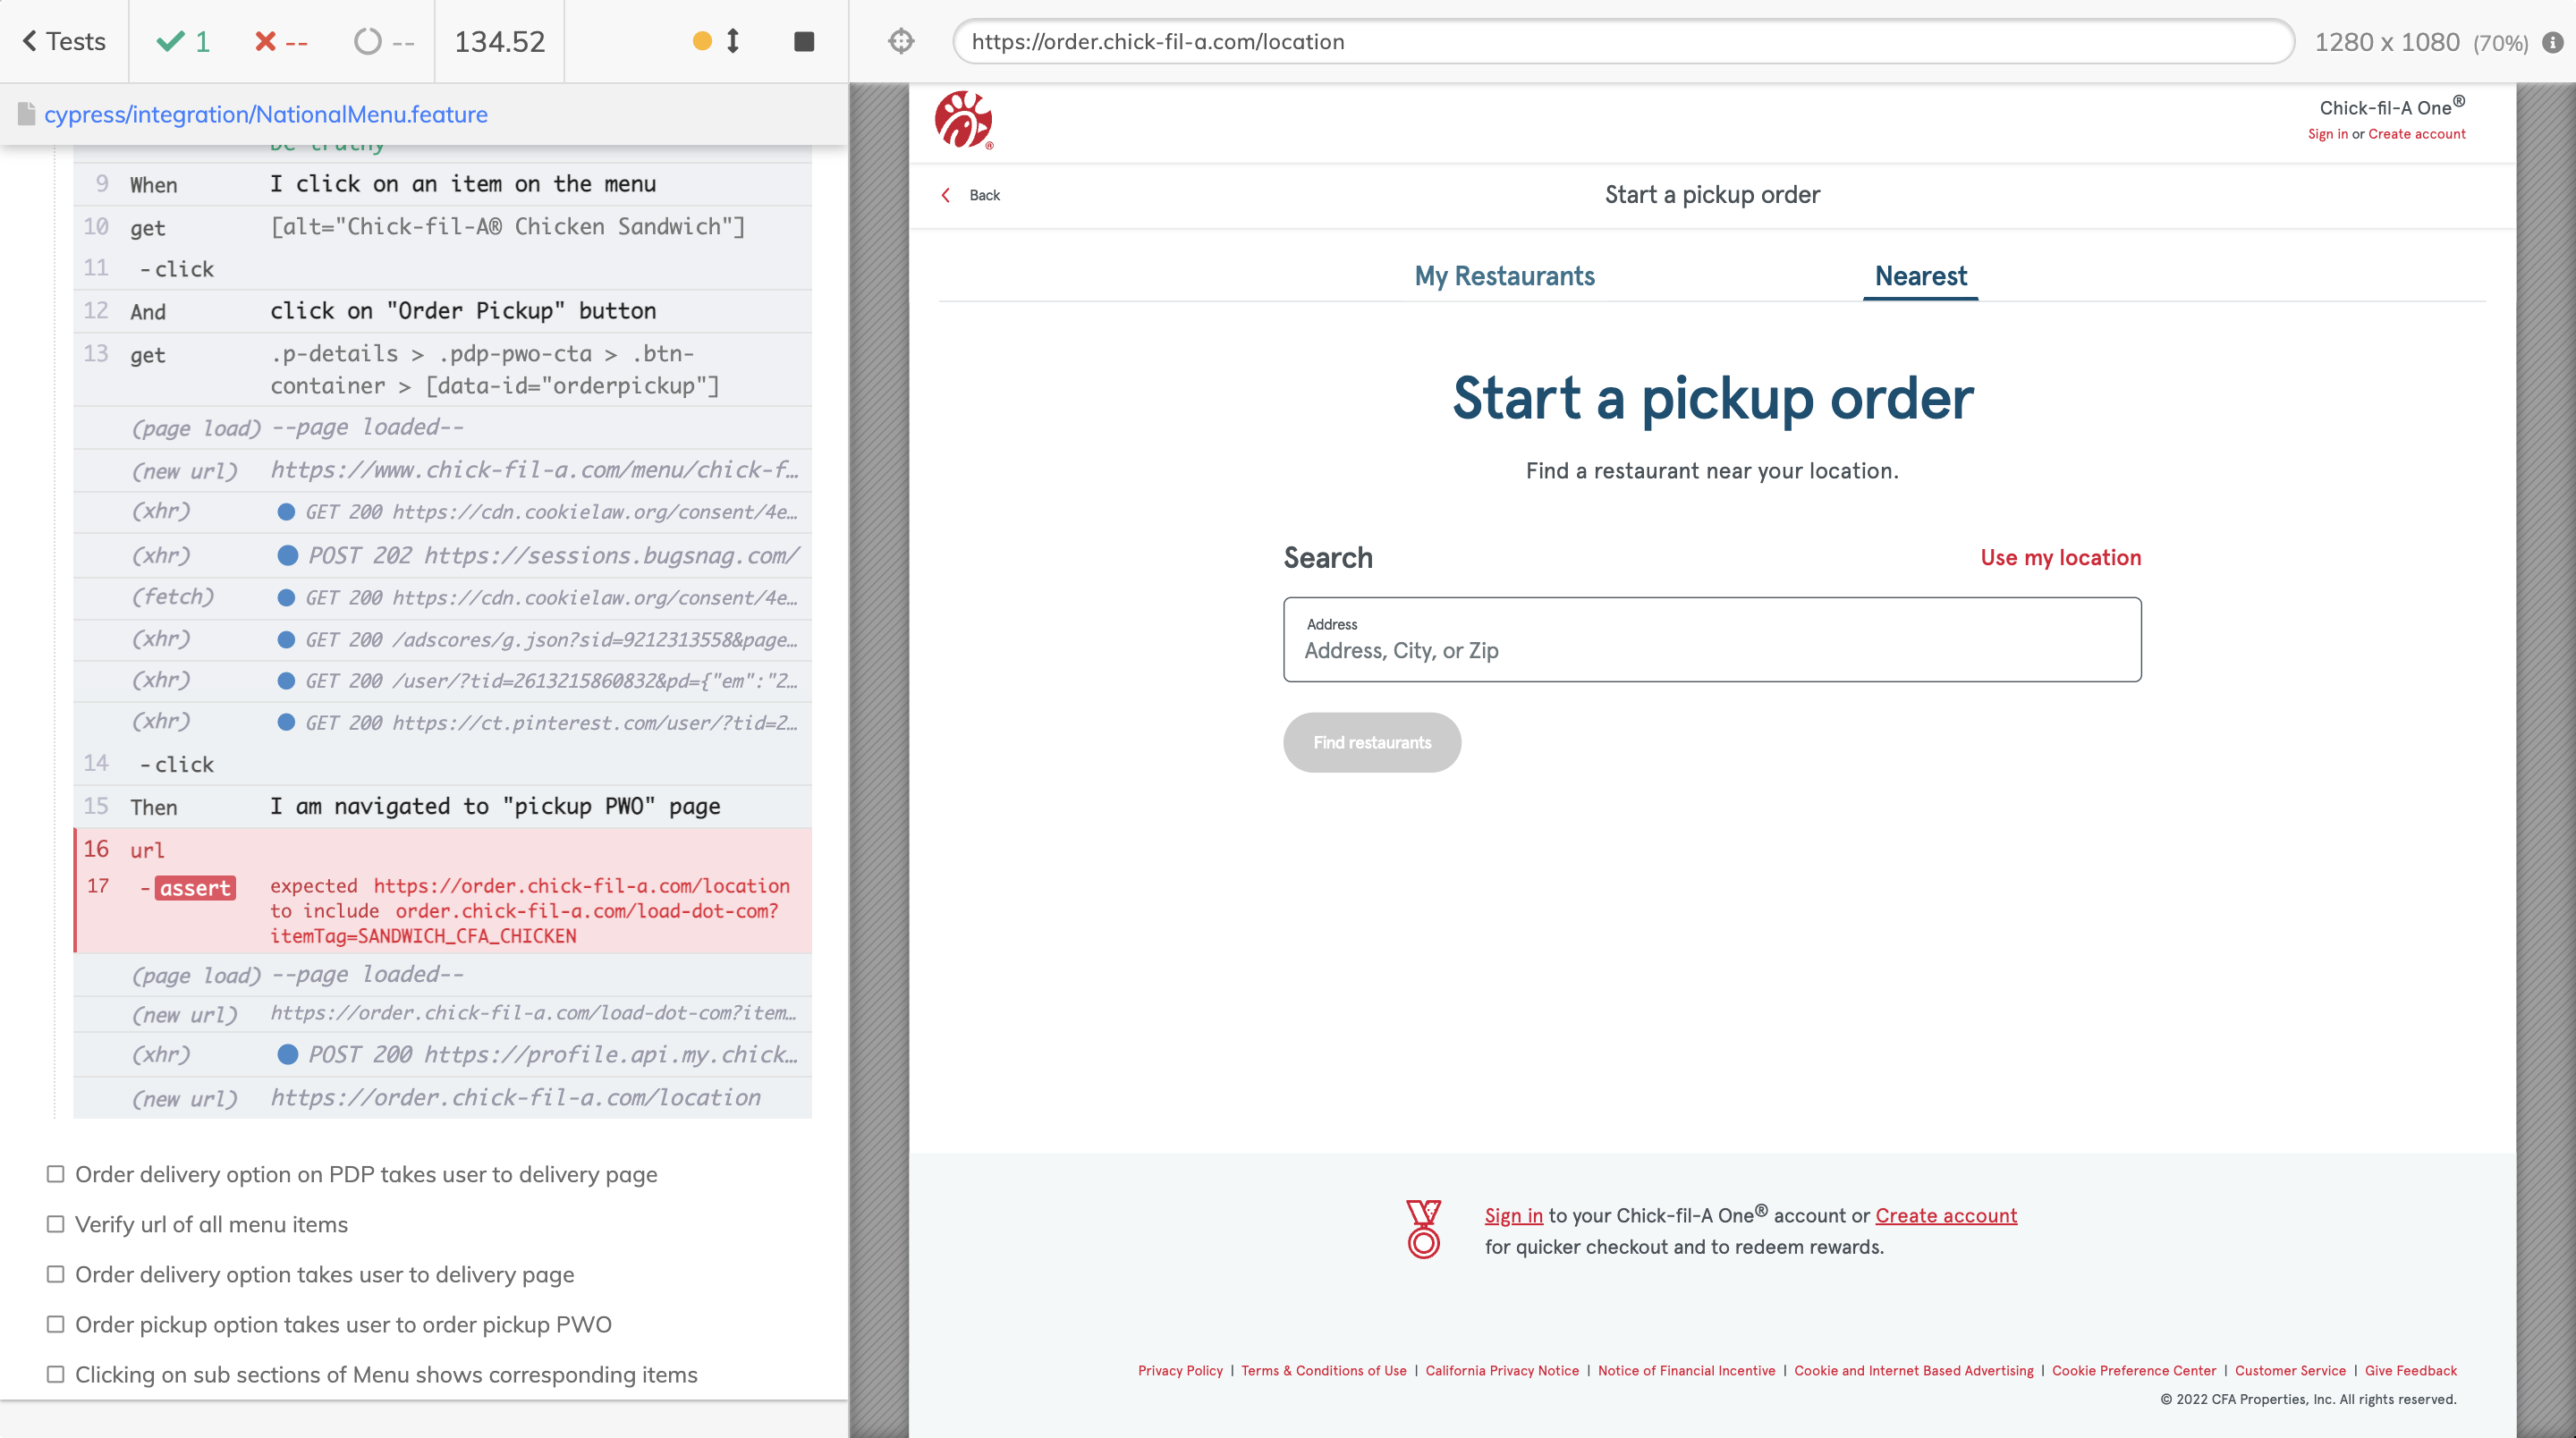 Tests
1
--
--
134.52
https://order.chick-fil-a.com/location
1280 x 1080 (70%)
cypress/integration/NationalMenu.feature
be truthy
9 When I click on an item on the menu
10 get [alt="Chick-fil-A® Chicken Sandwich"]
11 -click
12 And click on "Order Pickup" button
13 get .p-details > .pdp-pwo-cta > .btn-
container > [data-id="orderpickup"]
(page load) --page loaded--
(new url) https://www.chick-fil-a.com/menu/chick-f…
(xhr) GET 200 https://cdn.cookielaw.org/consent/4e…
(xhr) POST 202 https://sessions.bugsnag.com/
(fetch) GET 200 https://cdn.cookielaw.org/consent/4e…
(xhr) GET 200 /adscores/g.json?sid=9212313558&page…
(xhr) GET 200 /user/?tid=2613215860832&pd={"em":"2…
(xhr) GET 200 https://ct.pinterest.com/user/?tid=2…
14 -click
15 Then I am navigated to "pickup PWO" page
16 url
17 -assert expected https://order.chick-fil-a.com/location
to include order.chick-fil-a.com/load-dot-com?
itemTag=SANDWICH_CFA_CHICKEN
(page load) --page loaded--
(new url) https://order.chick-fil-a.com/load-dot-com?item…
(xhr) POST 200 https://profile.api.my.chick…
(new url) https://order.chick-fil-a.com/location
Order delivery option on PDP takes user to delivery page
Verify url of all menu items
Order delivery option takes user to delivery page
Order pickup option takes user to order pickup PWO
Clicking on sub sections of Menu shows corresponding items
Chick-fil-A One®
Sign in or Create account
Back
Start a pickup order
My Restaurants
Nearest
Start a pickup order
Find a restaurant near your location.
Search
Use my location
Address
Address, City, or Zip
Find restaurants
Sign in to your Chick-fil-A One® account or Create account
for quicker checkout and to redeem rewards.
Privacy Policy | Terms & Conditions of Use | California Privacy Notice | Notice of Financial Incentive | Cookie and Internet Based Advertising | Cookie Preference Center | Customer Service | Give Feedback
© 2022 CFA Properties, Inc. All rights reserved.